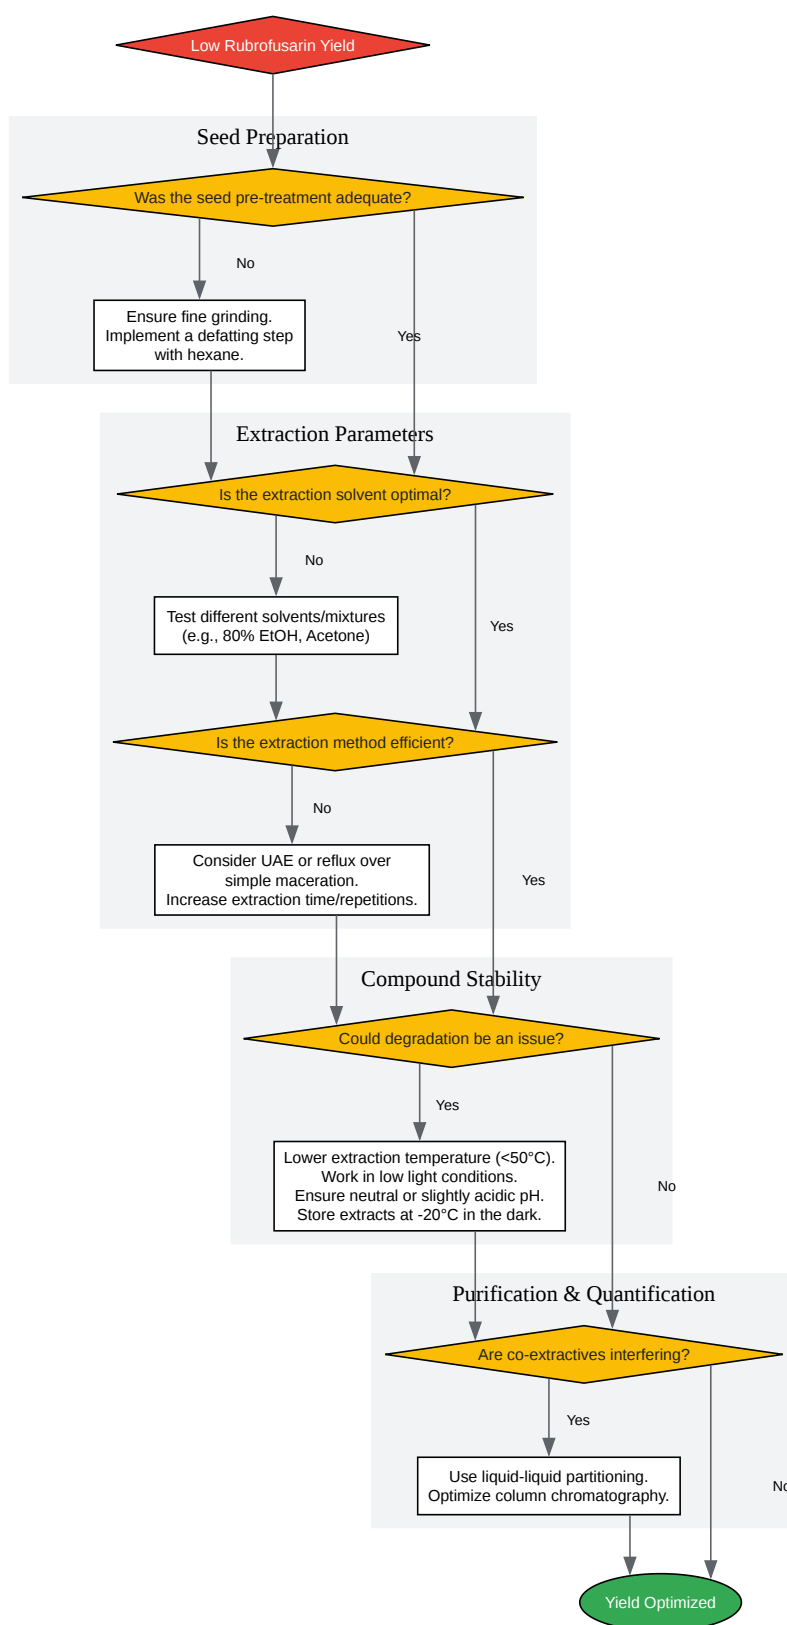 Low Rubrofusarin Yield
Seed Preparation
Was the seed pre-treatment adequate?
No
Ensure fine grinding.
Implement a defatting step
with hexane.
Yes
Extraction Parameters
Is the extraction solvent optimal?
No
Test different solvents/mixtures
(e.g., 80% EtOH, Acetone)
Yes
Is the extraction method efficient?
No
Consider UAE or reflux over
simple maceration.
Increase extraction time/repetitions.
Yes
Compound Stability
Could degradation be an issue?
Yes
Lower extraction temperature (<50°C).
Work in low light conditions.
Ensure neutral or slightly acidic pH.
Store extracts at -20°C in the dark.
No
Purification & Quantification
Are co-extractives interfering?
Yes
Use liquid-liquid partitioning.
Optimize column chromatography.
No
Yield Optimized